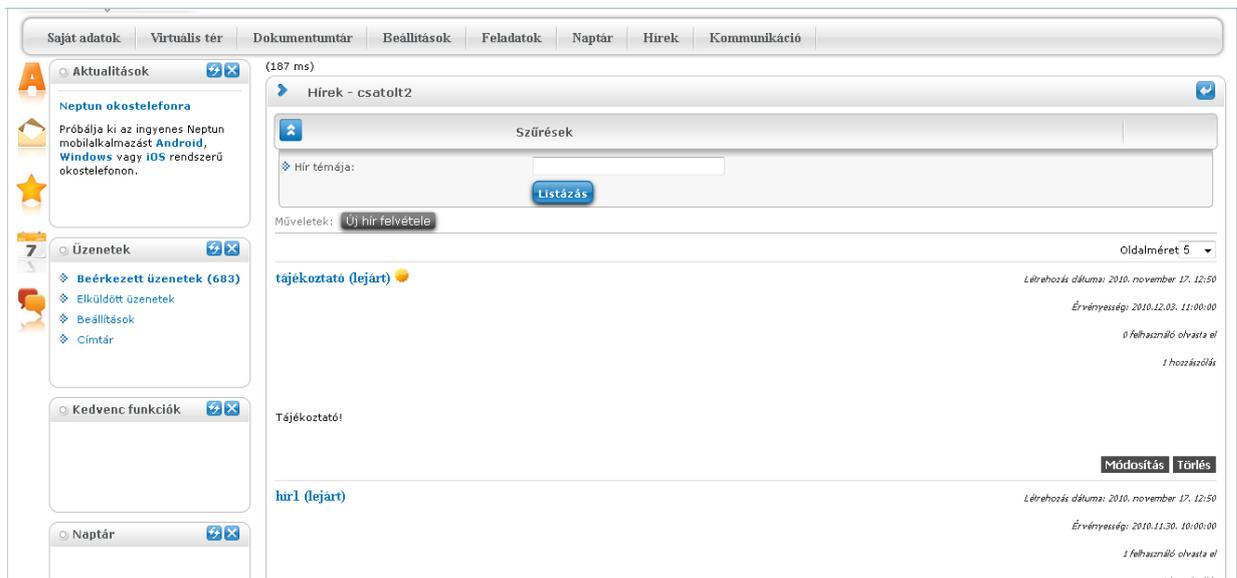 Saját adatok Virtuális tér Dokumentumtár Beállítások Feladatok Naptár Hírek Kommunikáció
Aktualitások
Neptun okostelefonra
Próbálja ki az ingyenes Neptun
mobilalkalmazást Android,
Windows vagy iOS rendszerű
okostelefonon.
7
Üzenetek
Beérkezett üzenetek (683)
Elküldött üzenetek
Beállítások
Címtár
Kedvenc funkciók
Naptár
(187 ms)
Hírek - csatolt2
Szűrések
Hír témája:
Listázás
Műveletek: Új hír felvétele
Oldalméret 5
tájékoztató (lejárt)
Létrehozás dátuma: 2010. november 17. 12:50
Érvényesség: 2010.12.03. 11:00:00
0 felhasználó olvasta el
1 hozzászólás
Tájékoztató!
Módosítás Törlés
hír1 (lejárt)
Létrehozás dátuma: 2010. november 17. 12:50
Érvényesség: 2010.11.30. 10:00:00
1 felhasználó olvasta el